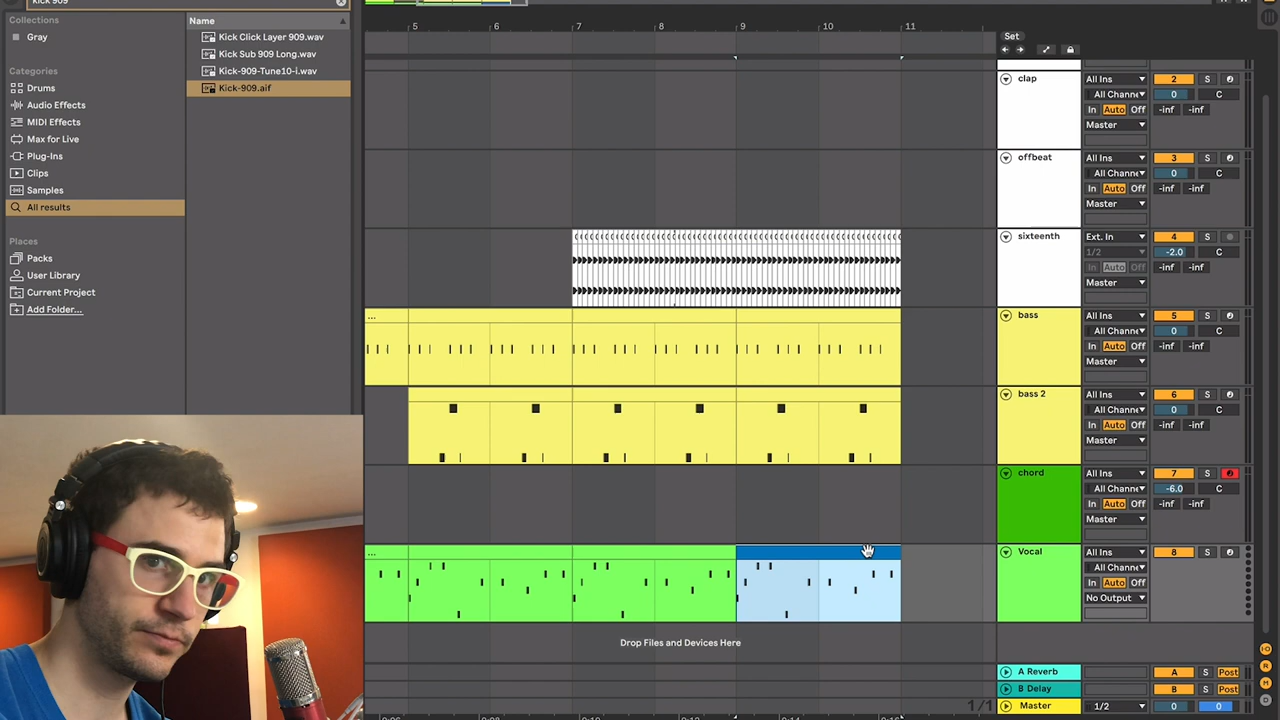 kick 909
Collections
Gray
Categories
Drums
Audio Effects
MIDI Effects
Max for Live
Plug-Ins
Clips
Samples
All results
Places
Packs
User Library
Current Project
Add Folder...
Name
Kick Click Layer 909.wav
Kick Sub 909 Long.wav
Kick-909-Tune10-i.wav
Kick-909.aif
5 6 7 8 9 10 11
Set
clap All Ins 2 S
All Channe 0 C
In Auto Off -inf -inf
Master
offbeat All Ins 3 S
All Channe 0 C
In Auto Off -inf -inf
Master
sixteenth Ext. In 4 S
1/2 -2.0 C
In Auto Off -inf -inf
Master
... bass All Ins 5 S
All Channe 0 C
In Auto Off -inf -inf
Master
bass 2 All Ins 6 S
All Channe 0 C
In Auto Off -inf -inf
Master
chord All Ins 7 S
All Channe -6.0 C
In Auto Off -inf -inf
Master
... Vocal All Ins 8 S
All Channe
In Auto Off
No Output
Drop Files and Devices Here
A Reverb A S Post
B Delay B S Post
1/1 Master 1/2 0 0